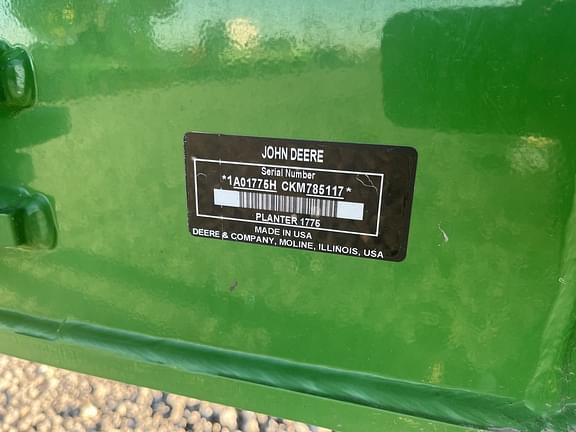 JOHN DEERE
Serial Number
*1A01775H CKM785117*
PLANTER 1775
MADE IN USA
DEERE & COMPANY, MOLINE, ILLINOIS, USA